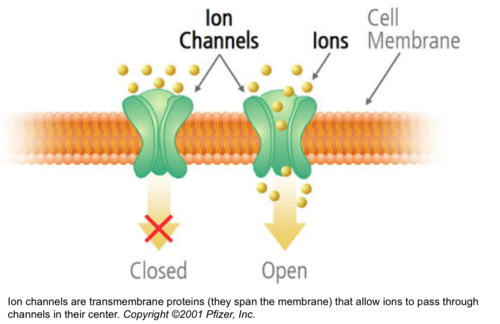 Ion
Channels
Ions
Cell
Membrane
Closed
Open
Ion channels are transmembrane proteins (they span the membrane) that allow ions to pass through
channels in their center. Copyright ©2001 Pfizer, Inc.